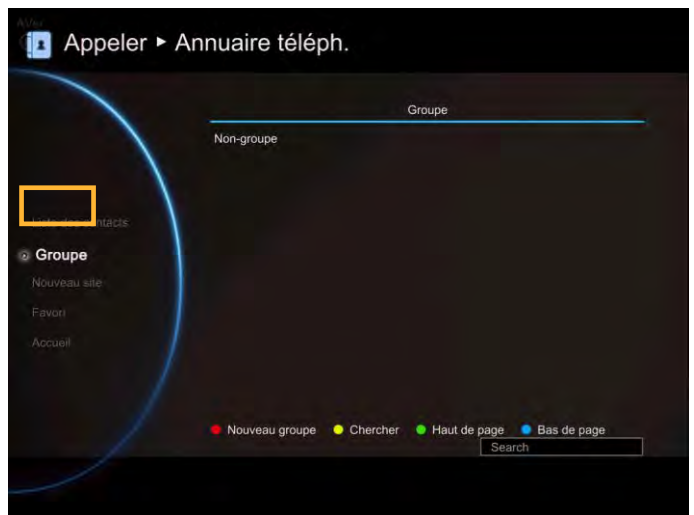 AVer
Appeler ► Annuaire téléph.
Groupe
Non-groupe
Liste des contacts
Groupe
Nouveau site
Favori
Accueil
Nouveau groupe Chercher Haut de page Bas de page
Search